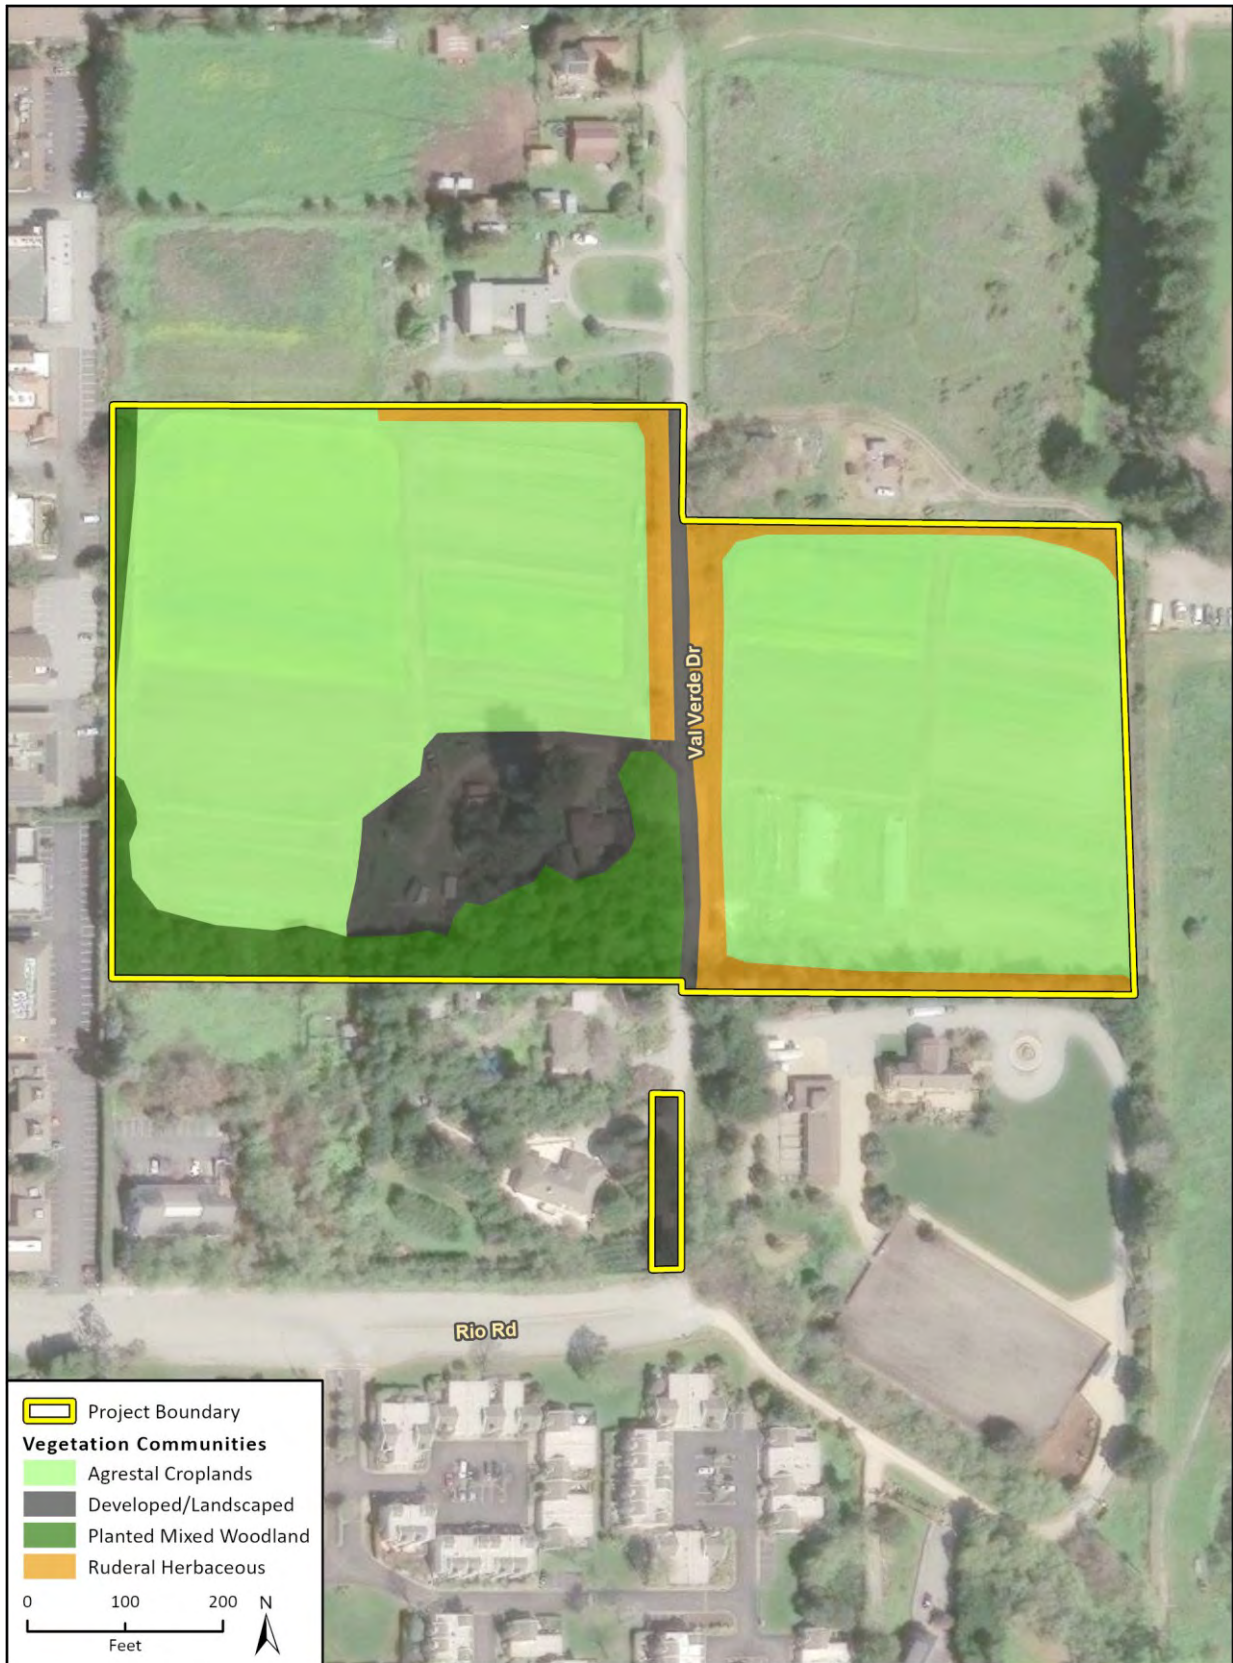 Val Verde Dr
Rio Rd
Project Boundary
Vegetation Communities
Agrestal Croplands
Developed/Landscaped
Planted Mixed Woodland
Ruderal Herbaceous
0 100 200
Feet
N